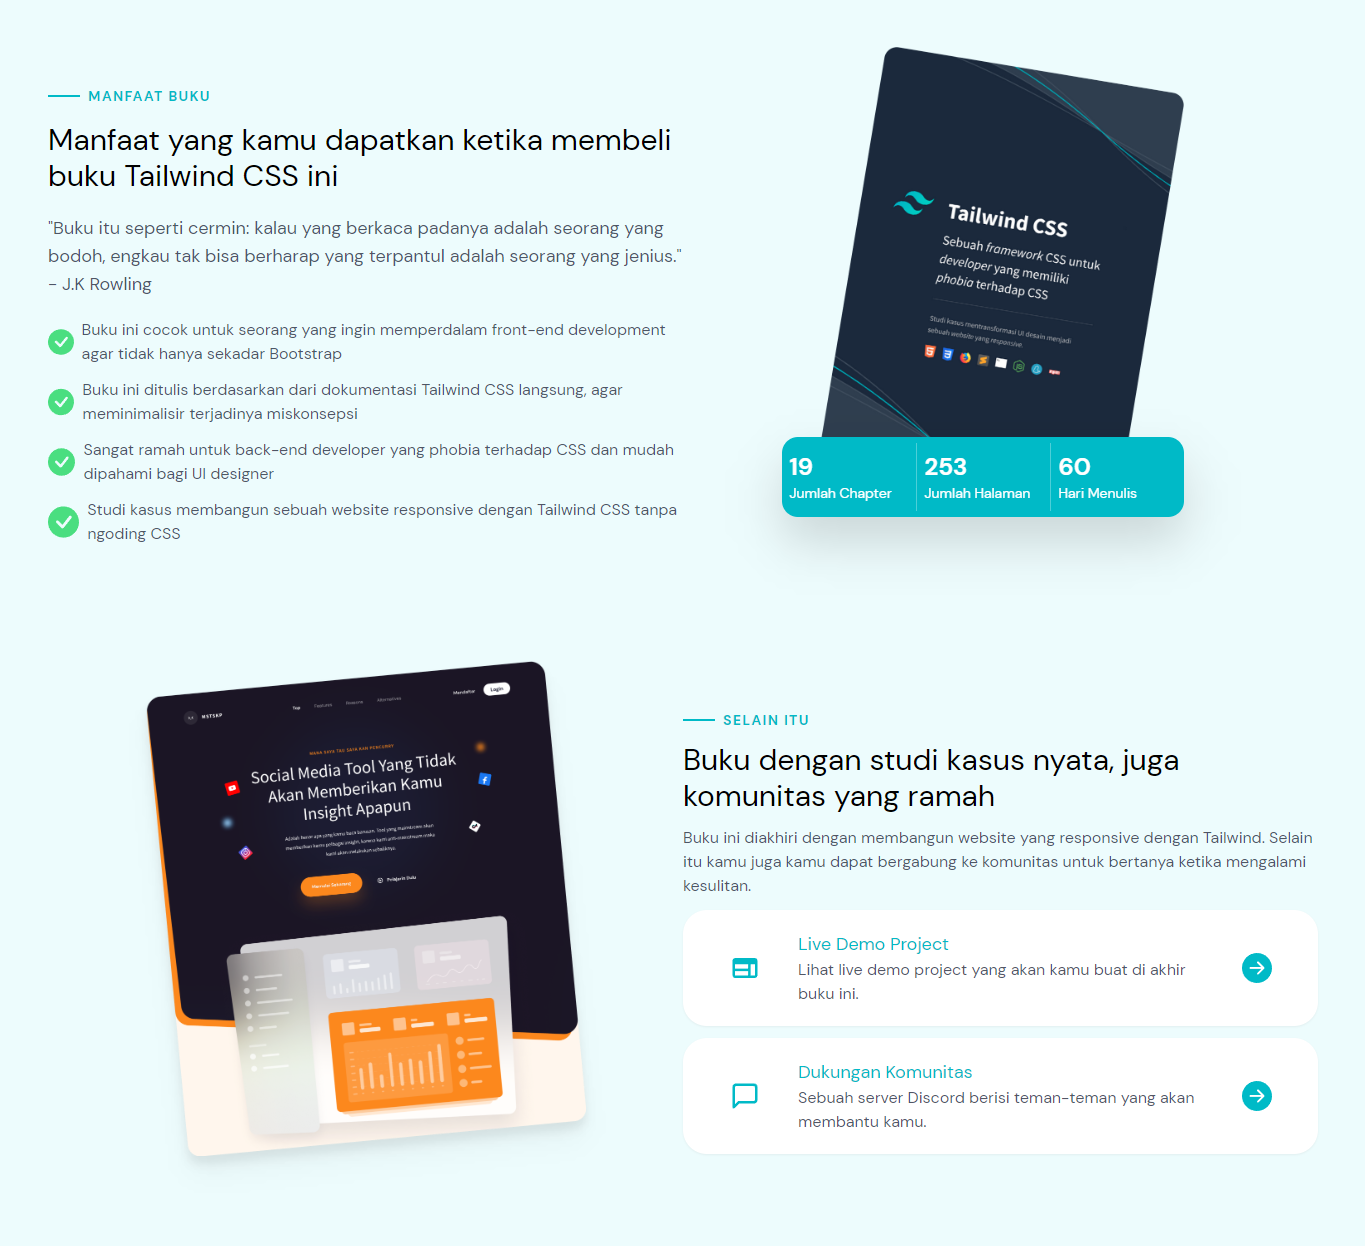 MANFAAT BUKU
Manfaat yang kamu dapatkan ketika membeli
buku Tailwind CSS ini
"Buku itu seperti cermin: kalau yang berkaca padanya adalah seorang yang
bodoh, engkau tak bisa berharap yang terpantul adalah seorang yang jenius."
- J.K Rowling
Buku ini cocok untuk seorang yang ingin memperdalam front-end development
agar tidak hanya sekadar Bootstrap
Buku ini ditulis berdasarkan dari dokumentasi Tailwind CSS langsung, agar
meminimalisir terjadinya miskonsepsi
Sangat ramah untuk back-end developer yang phobia terhadap CSS dan mudah
dipahami bagi UI designer
Studi kasus membangun sebuah website responsive dengan Tailwind CSS tanpa
ngoding CSS
Tailwind CSS
Sebuah framework CSS untuk
developer yang memiliki
phobia terhadap CSS
Studi kasus mentransformasi UI desain menjadi
sebuah website yang responsive
19
Jumlah Chapter
253
Jumlah Halaman
60
Hari Menulis
Top
Features
Resume
Alternatives
Mendaftar
Login
Social Media Tool Yang Tidak
Akan Memberikan Kamu
Insight Apapun
Pelajarin Dulu
SELAIN ITU
Buku dengan studi kasus nyata, juga
komunitas yang ramah
Buku ini diakhiri dengan membangun website yang responsive dengan Tailwind. Selain
itu kamu juga kamu dapat bergabung ke komunitas untuk bertanya ketika mengalami
kesulitan.
Live Demo Project
Lihat live demo project yang akan kamu buat di akhir
buku ini.
Dukungan Komunitas
Sebuah server Discord berisi teman-teman yang akan
membantu kamu.